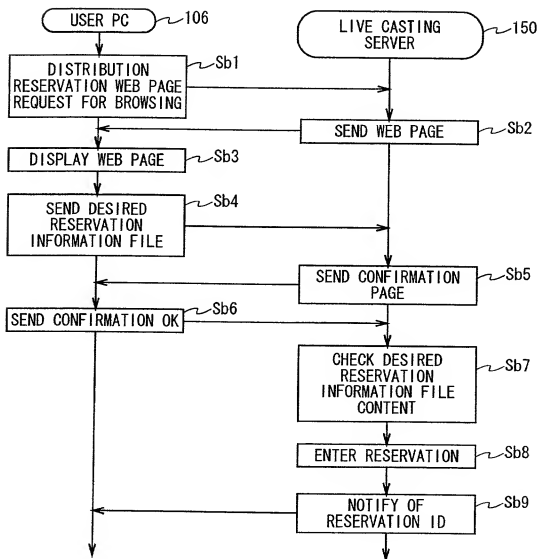 USER PC
106
LIVE CASTING
SERVER
150
DISTRIBUTION
RESERVATION WEB PAGE
REQUEST FOR BROWSING
Sb1
SEND WEB PAGE
Sb2
DISPLAY WEB PAGE
Sb3
SEND DESIRED
RESERVATION
INFORMATION FILE
Sb4
SEND CONFIRMATION
PAGE
Sb5
SEND CONFIRMATION OK
Sb6
CHECK DESIRED
RESERVATION
INFORMATION FILE
CONTENT
Sb7
ENTER RESERVATION
Sb8
NOTIFY OF
RESERVATION ID
Sb9